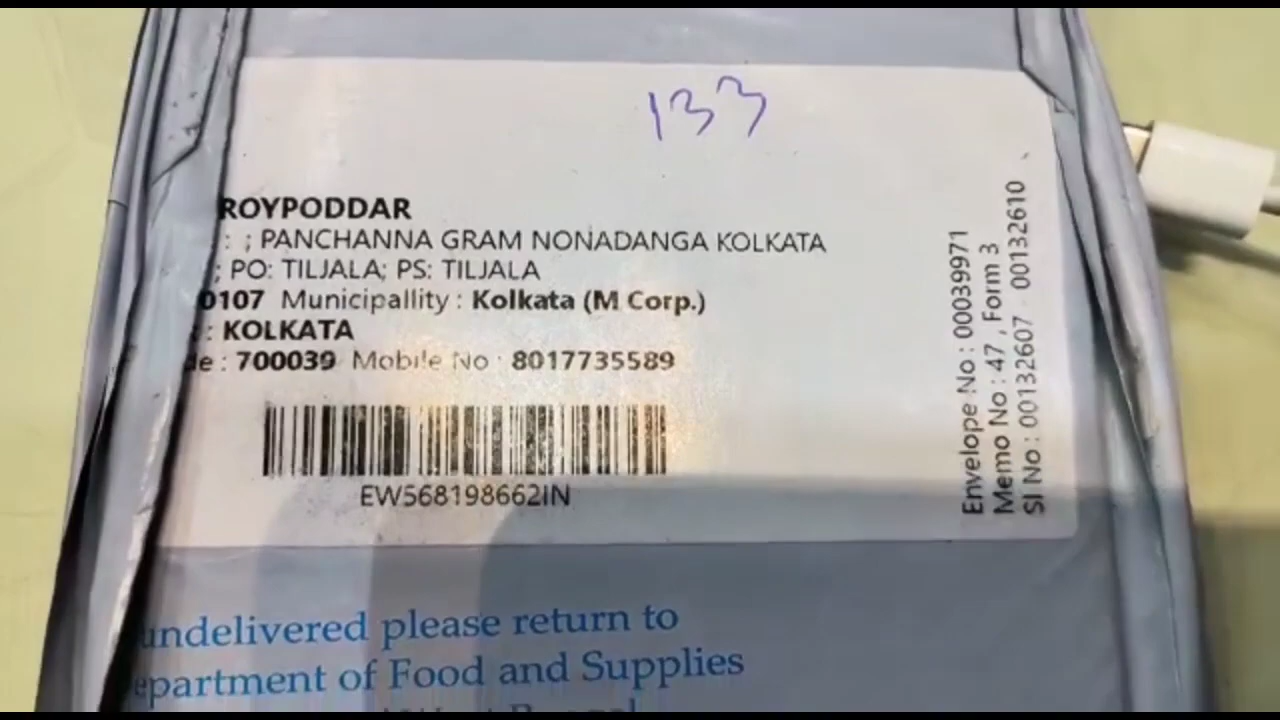 133
ROYPODDAR
: ; PANCHANNA GRAM NONADANGA KOLKATA
; PO: TILJALA; PS: TILJALA
0107 Municipallity : Kolkata (M Corp.)
: KOLKATA
de : 700039 Mobile No : 8017735589
EW568198662IN
Envelope No : 00039971
Memo No : 47 , Form 3
Sl No : 00132607 - 00132610
undelivered please return to
epartment of Food and Supplies